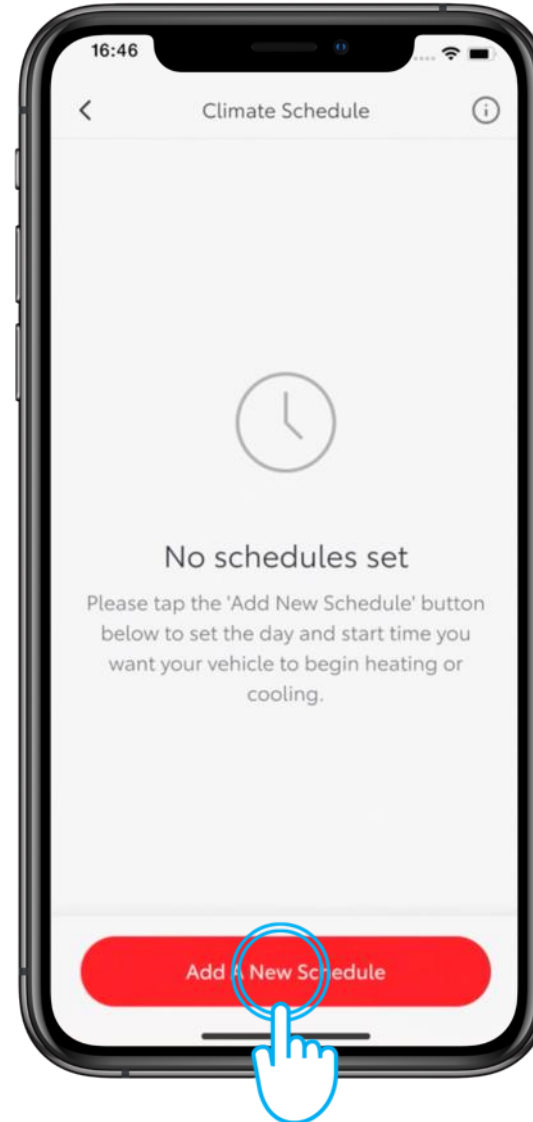 16:46
Climate Schedule
No schedules set
Please tap the 'Add New Schedule' button
below to set the day and start time you
want your vehicle to begin heating or
cooling.
Add A New Schedule